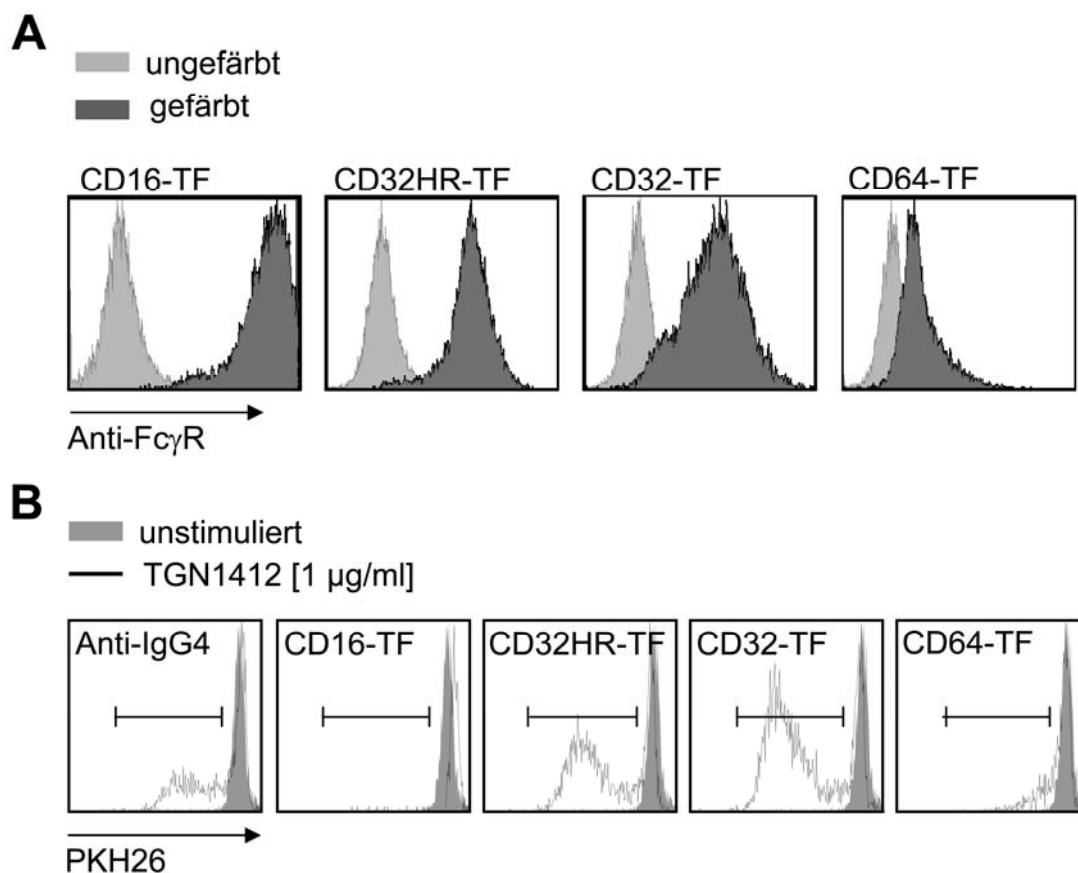 A
ungefärbt
gefärbt
CD16-TF CD32HR-TF CD32-TF CD64-TF
Anti-FcγR
B
unstimuliert
TGN1412 [1 µg/ml]
Anti-IgG4 CD16-TF CD32HR-TF CD32-TF CD64-TF
PKH26